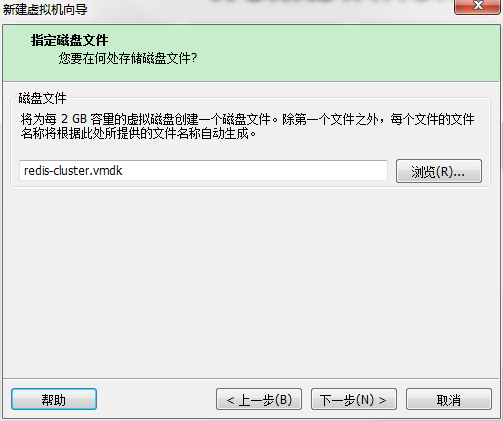 新建虚拟机向导
指定磁盘文件
您要在何处存储磁盘文件?
磁盘文件
将为每 2 GB 容量的虚拟磁盘创建一个磁盘文件。除第一个文件之外，每个文件的文件
名称将根据此处所提供的文件名称自动生成。
redis-cluster.vmdk
浏览(R)...
帮助
< 上一步(B)
下一步(N) >
取消